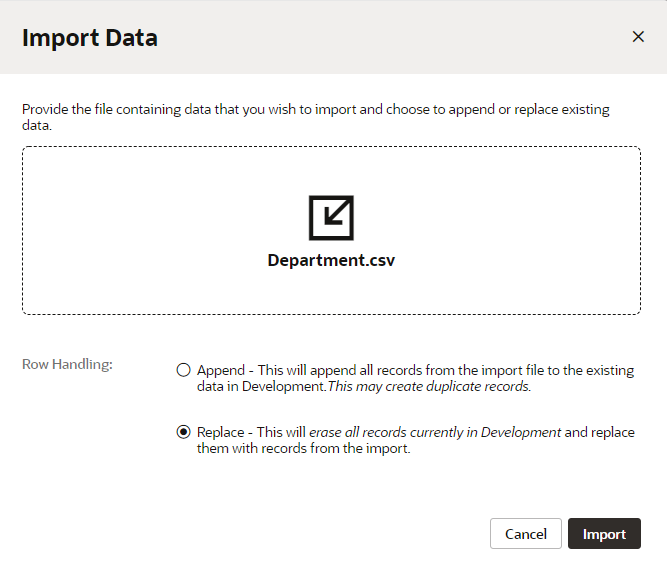 Import Data
Provide the file containing data that you wish to import and choose to append or replace existing
data.
Department.csv
Row Handling:
Append - This will append all records from the import file to the existing
data in Development.This may create duplicate records.
Replace - This will erase all records currently in Development and replace
them with records from the import.
Cancel
Import